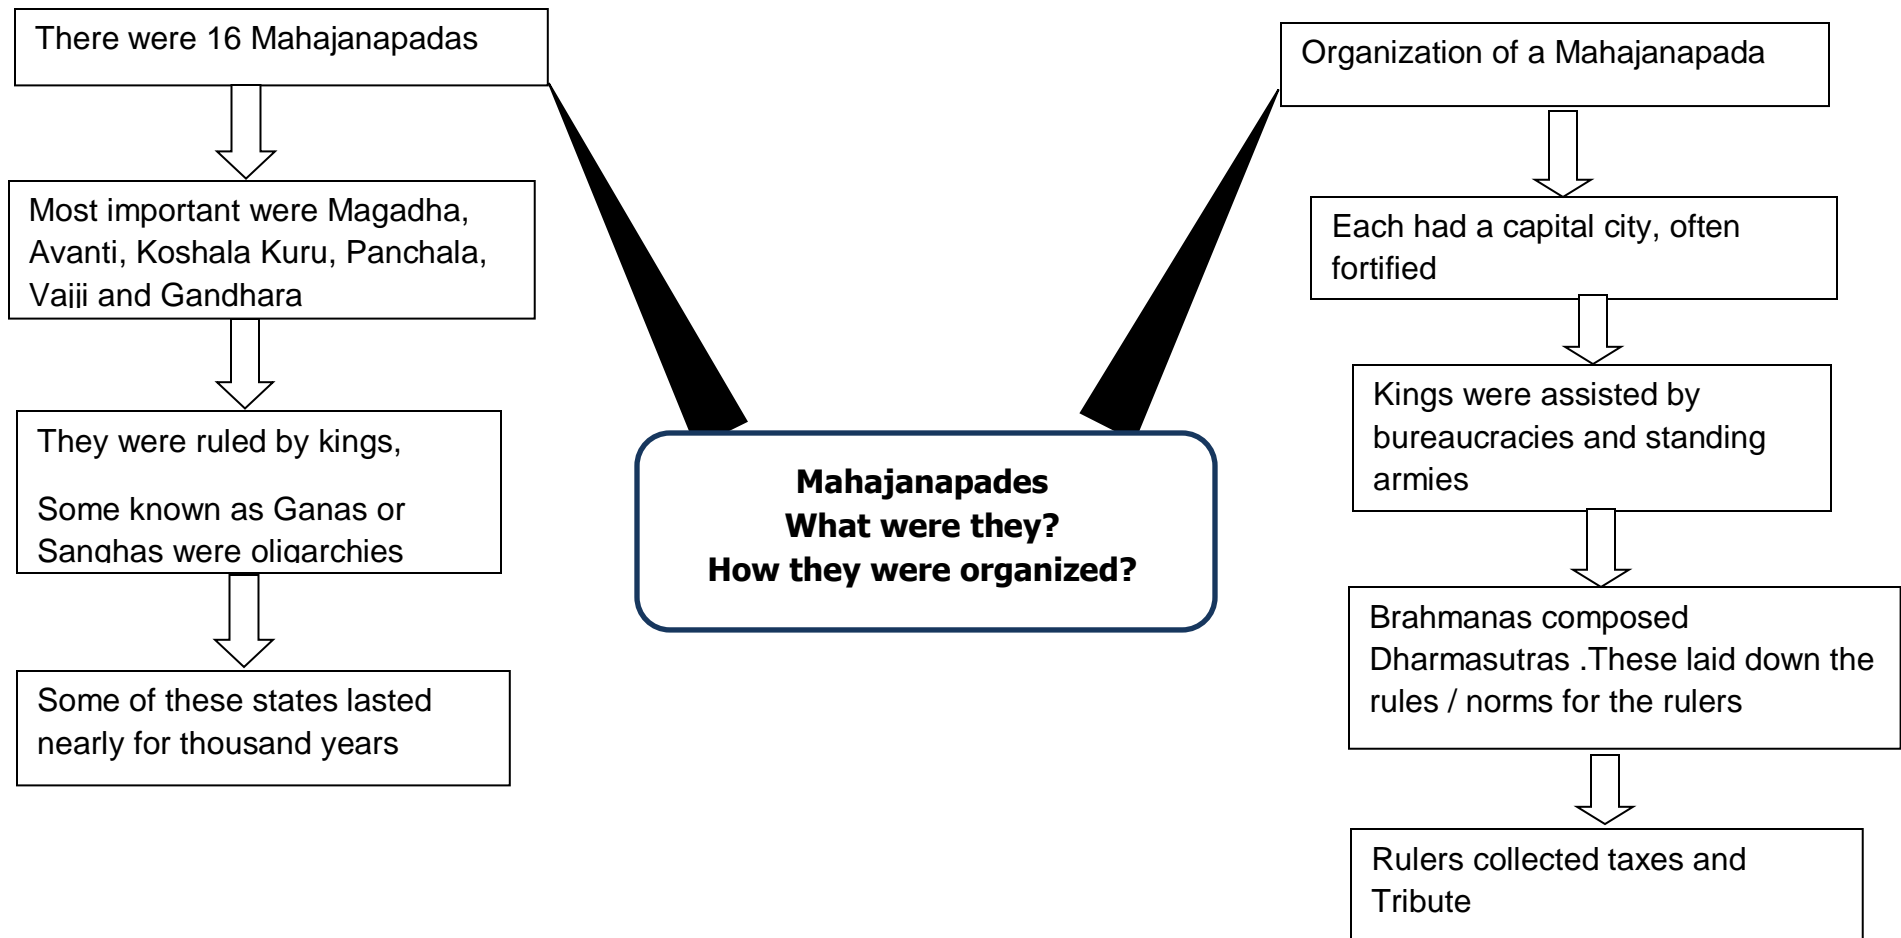 There were 16 Mahajanapadas
Most important were Magadha,
Avanti, Koshala Kuru, Panchala,
Vajji and Gandhara
They were ruled by kings,
Some known as Ganas or
Sanghas were oligarchies
Some of these states lasted
nearly for thousand years
Mahajanapades
What were they?
How they were organized?
Organization of a Mahajanapada
Each had a capital city, often
fortified
Kings were assisted by
bureaucracies and standing
armies
Brahmanas composed
Dharmasutras .These laid down the
rules / norms for the rulers
Rulers collected taxes and
Tribute